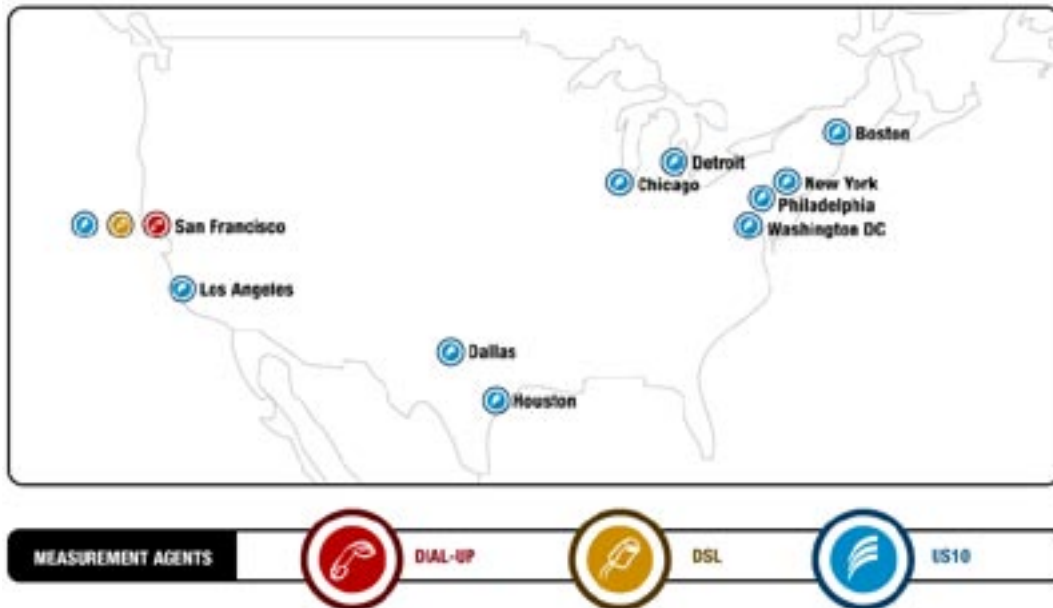 Boston
Detroit
Chicago
New York
Philadelphia
San Francisco
Washington DC
Los Angeles
Dallas
Houston
MEASUREMENT AGENTS
DIAL-UP
DSL
US10